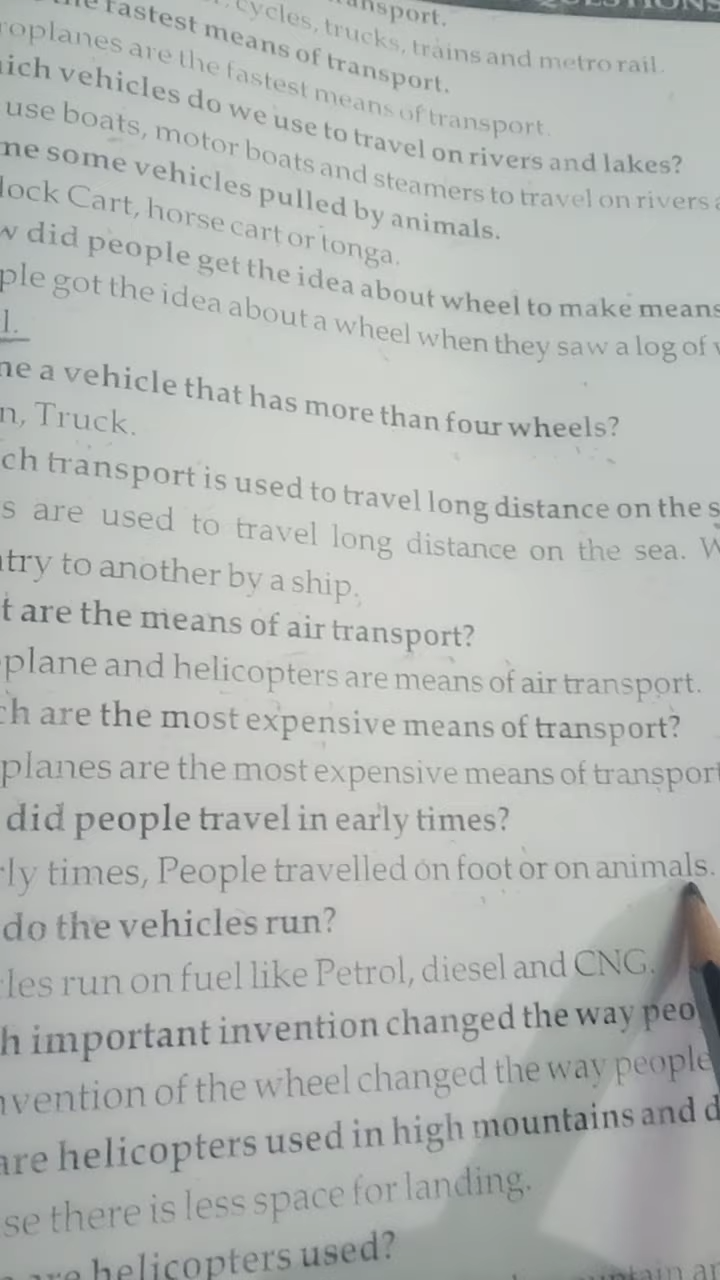 QUESTIONS
transport.
cycles, trucks, trains and metro rail.
fastest means of transport.
roplanes are the fastest means of transport.
ich vehicles do we use to travel on rivers and lakes?
use boats, motor boats and steamers to travel on rivers
me some vehicles pulled by animals.
lock Cart, horse cart or tonga.
w did people get the idea about wheel to make means
ple got the idea about a wheel when they saw a log of
l.
me a vehicle that has more than four wheels?
n, Truck.
ch transport is used to travel long distance on the s
s are used to travel long distance on the sea. W
try to another by a ship.
t are the means of air transport?
plane and helicopters are means of air transport.
ch are the most expensive means of transport?
planes are the most expensive means of transport
did people travel in early times?
rly times, People travelled on foot or on animals.
do the vehicles run?
les run on fuel like Petrol, diesel and CNG.
h important invention changed the way peo
nvention of the wheel changed the way people
are helicopters used in high mountains and d
se there is less space for landing.
are helicopters used?